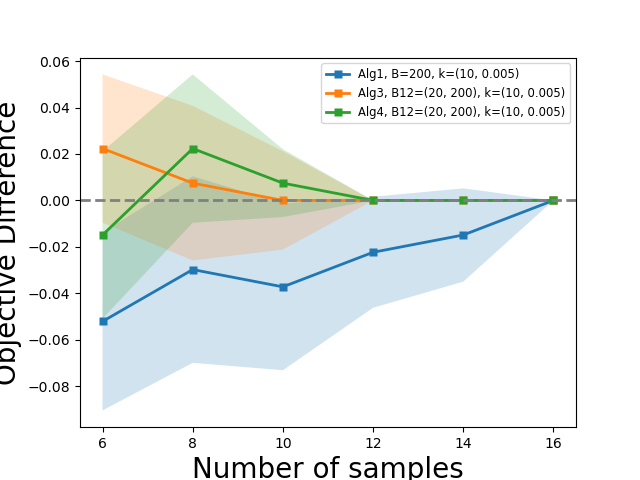 0.06
0.04
0.02
0.00
−0.02
−0.04
−0.06
−0.08
Objective Difference
Alg1, B=200, k=(10, 0.005)
Alg3, B12=(20, 200), k=(10, 0.005)
Alg4, B12=(20, 200), k=(10, 0.005)
6 8 10 12 14 16
Number of samples